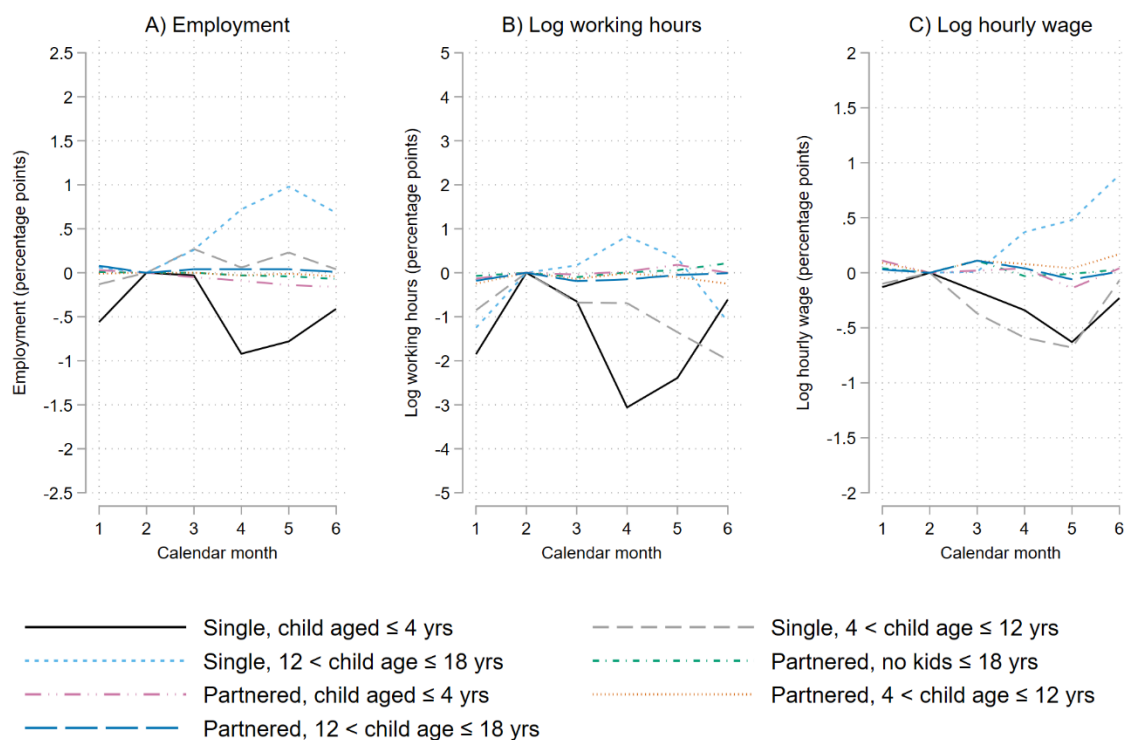 A) Employment
B) Log working hours
C) Log hourly wage
Employment (percentage points)
2.5
2
1.5
1
.5
0
-.5
-1
-1.5
-2
-2.5
1 2 3 4 5 6
Calendar month
Log working hours (percentage points)
5
4
3
2
1
0
-1
-2
-3
-4
5
1 2 3 4 5 6
Calendar month
Log hourly wage (percentage points)
2
1.5
1
.5
0
-.5
-1
-1.5
-2
1 2 3 4 5 6
Calendar month
Single, child aged ≤ 4 yrs
Single, 4 < child age ≤ 12 yrs
Single, 12 < child age ≤ 18 yrs
Partnered, no kids ≤ 18 yrs
Partnered, child aged ≤ 4 yrs
Partnered, 4 < child age ≤ 12 yrs
Partnered, 12 < child age ≤ 18 yrs